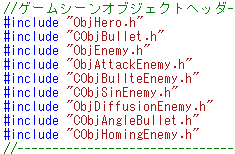 //ゲームシーンオブジェクトヘッダー
#include "ObjHero.h"
#include "CObjBullet.h"
#include "ObjEnemy.h"
#include "ObjAttackEnemy.h"
#include "CObjBullteEnemy.h"
#include "CObjSinEnemy.h"
#include "ObjDiffusionEnemy.h"
#include "CObjAngleBullet.h"
#include "CObjHomingEnemy.h"
//-----------------------------